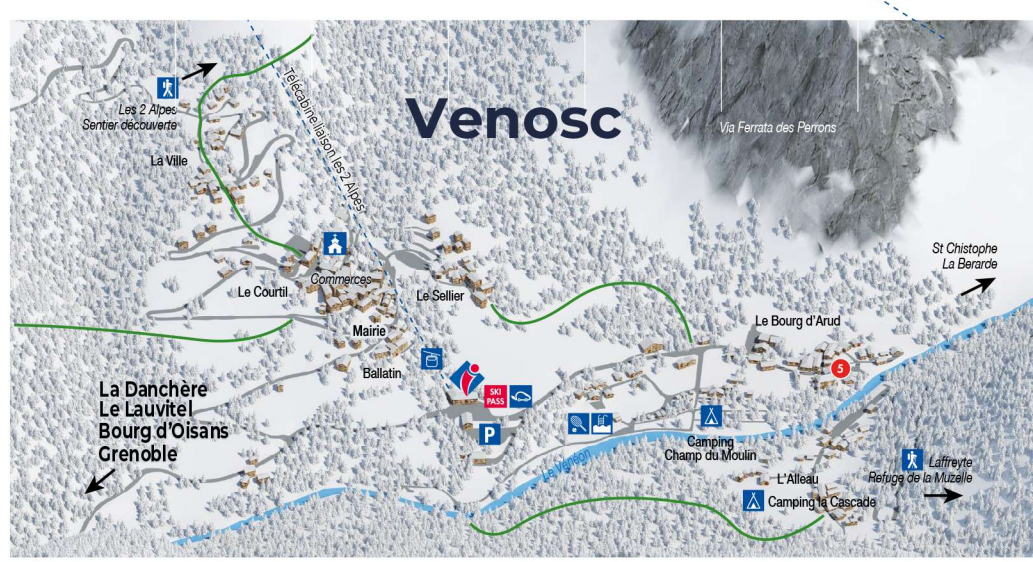 Venosc
Télécabine liaison les 2 Alpes
Les 2 Alpes
Sentier découverte
La Ville
Via Ferrata des Perrons
St Chistophe
La Berarde
Commerces
Le Courtil
Le Sellier
Mairie
Ballatin
Le Bourg d'Arud
5
SKI
PASS
P
La Danchère
Le Lauvitel
Bourg d'Oisans
Grenoble
Le Vénéon
Camping
Champ du Moulin
L'Alleau
Camping la Cascade
Laffreyte
Refuge de la Muzelle